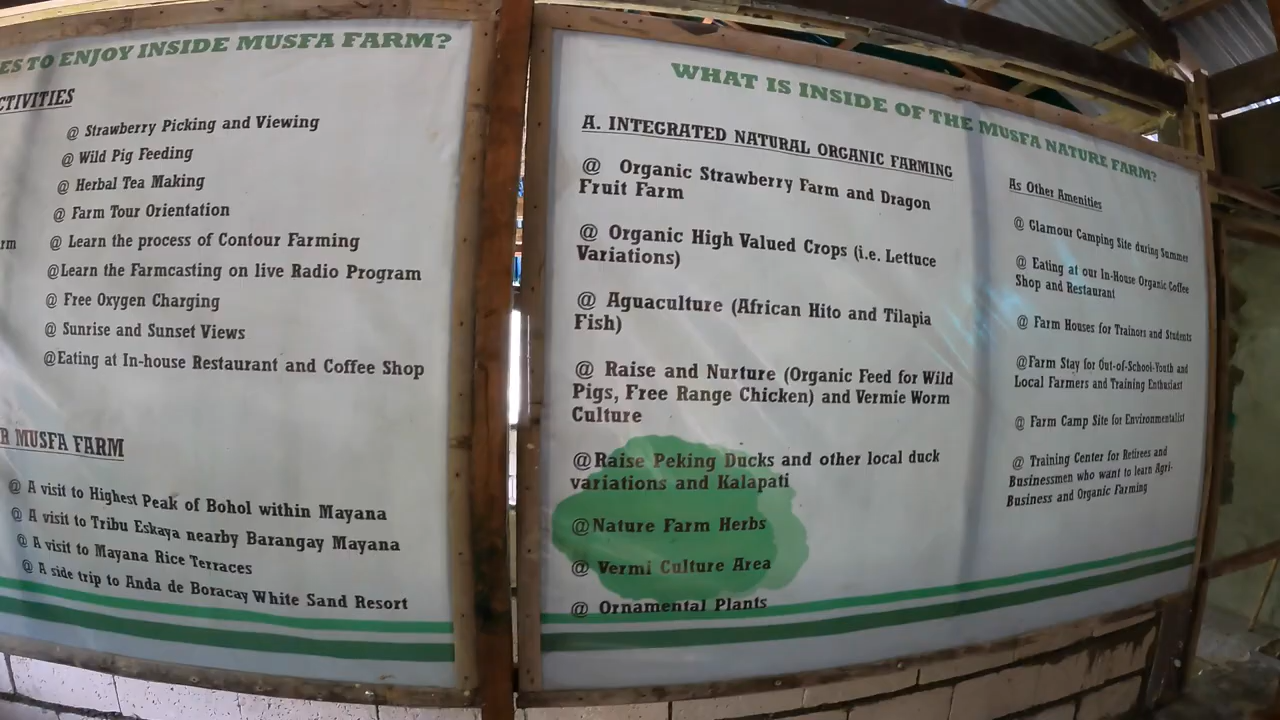 ES TO ENJOY INSIDE MUSFA FARM?
CTIVITIES
@ Strawberry Picking and Viewing
@ Wild Pig Feeding
@ Herbal Tea Making
@ Farm Tour Orientation
rm @ Learn the process of Contour Farming
@Learn the Farmcasting on live Radio Program
@ Free Oxygen Charging
@ Sunrise and Sunset Views
@Eating at In-house Restaurant and Coffee Shop
R MUSFA FARM
@ A visit to Highest Peak of Bohol within Mayana
@ A visit to Tribu Eskaya nearby Barangay Mayana
@ A visit to Mayana Rice Terraces
@ A side trip to Anda de Boracay White Sand Resort
WHAT IS INSIDE OF THE MUSFA NATURE FARM?
A. INTEGRATED NATURAL ORGANIC FARMING
@ Organic Strawberry Farm and Dragon
Fruit Farm
@ Organic High Valued Crops (i.e. Lettuce
Variations)
@ Aguaculture (African Hito and Tilapia
Fish)
@ Raise and Nurture (Organic Feed for Wild
Pigs, Free Range Chicken) and Vermie Worm
Culture
@Raise Peking Ducks and other local duck
variations and Kalapati
@Nature Farm Herbs
@ Vermi Culture Area
@ Ornamental Plants
As Other Amenities
@ Glamour Camping Site during Summer
@ Eating at our In-House Organic Coffee
Shop and Restaurant
@ Farm Houses for Trainors and Students
@Farm Stay for Out-of-School-Youth and
Local Farmers and Training Enthusiast
@ Farm Camp Site for Environmentalist
@ Training Center for Retirees and
Businessmen who want to learn Agri-
Business and Organic Farming